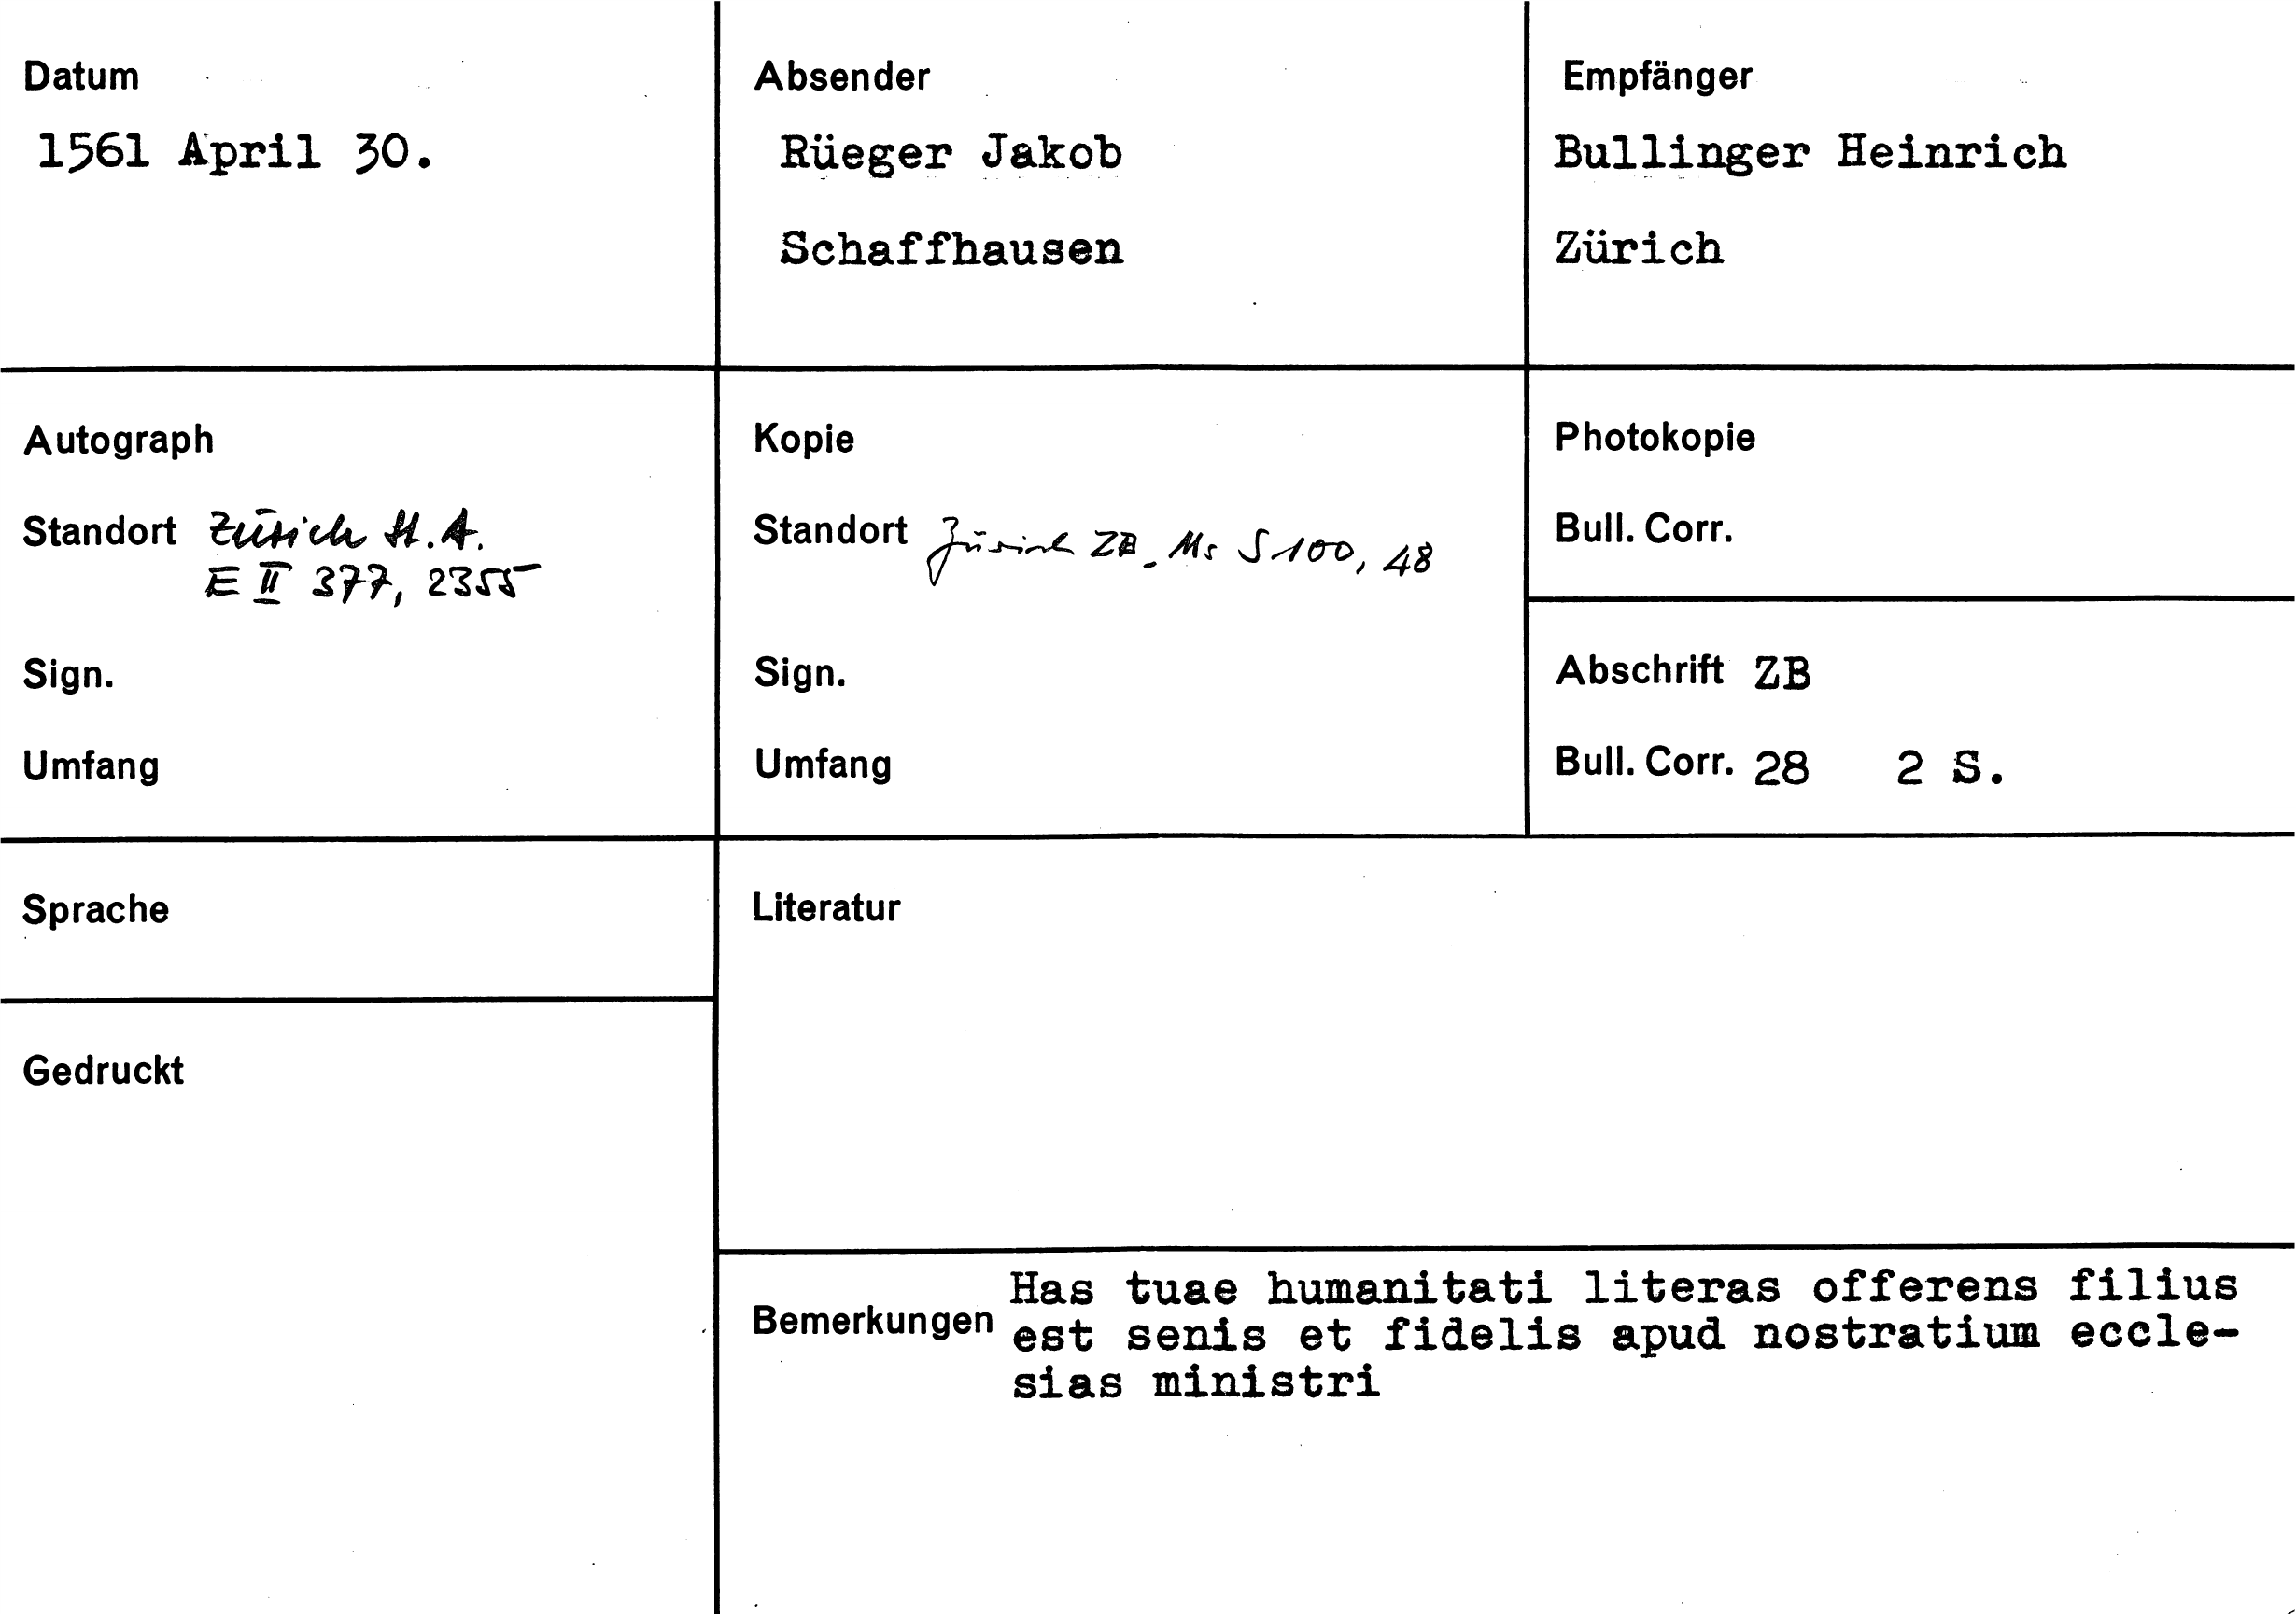 Datum
1561 April 30.
Absender
Rüeger Jakob
Schaffhausen
Empfänger
Bullinger Heinrich
Zürich
Autograph
Standort Zürich St.A.
E II 377, 2355
Sign.
Umfang
Kopie
Standort Zürich ZB. Ms S 100, 48
Sign.
Umfang
Photokopie
Bull. Corr.
Abschrift ZB
Bull. Corr. 28 2 S.
Sprache
Literatur
Gedruckt
Bemerkungen
Has tuae humanitati literas offerens filius
est senis et fidelis apud nostratium eccle-
sias ministri